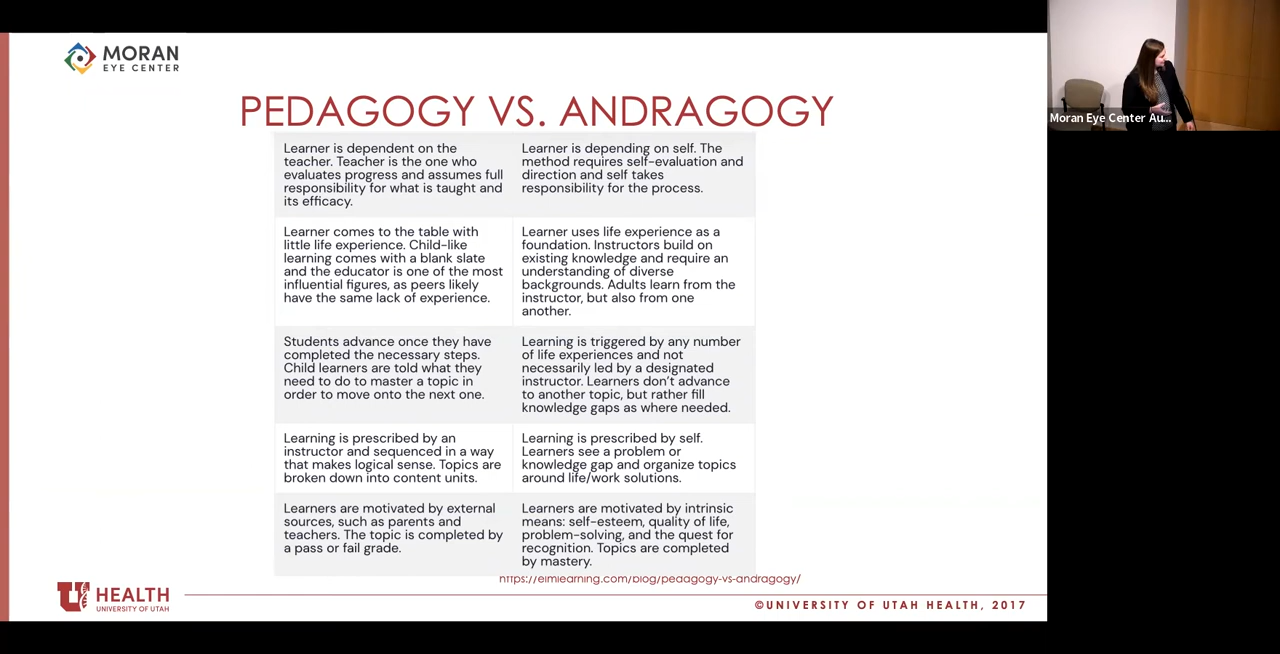 MORAN
EYE CENTER
PEDAGOGY VS. ANDRAGOGY
Learner is dependent on the
teacher. Teacher is the one who
evaluates progress and assumes full
responsibility for what is taught and
its efficacy.
Learner is depending on self. The
method requires self-evaluation and
direction and self takes
responsibility for the process.
Learner comes to the table with
little life experience. Child-like
learning comes with a blank slate
and the educator is one of the most
influential figures, as peers likely
have the same lack of experience.
Learner uses life experience as a
foundation. Instructors build on
existing knowledge and require an
understanding of diverse
backgrounds. Adults learn from the
instructor, but also from one
another.
Students advance once they have
completed the necessary steps.
Child learners are told what they
need to do to master a topic in
order to move onto the next one.
Learning is triggered by any number
of life experiences and not
necessarily led by a designated
instructor. Learners don't advance
to another topic, but rather fill
knowledge gaps as where needed.
Learning is prescribed by an
instructor and sequenced in a way
that makes logical sense. Topics are
broken down into content units.
Learning is prescribed by self.
Learners see a problem or
knowledge gap and organize topics
around life/work solutions.
Learners are motivated by external
sources, such as parents and
teachers. The topic is completed by
a pass or fail grade.
Learners are motivated by intrinsic
means: self-esteem, quality of life,
problem-solving, and the quest for
recognition. Topics are completed
by mastery.
https://elmlearning.com/blog/pedagogy-vs-andragogy/
U HEALTH
UNIVERSITY OF UTAH
©UNIVERSITY OF UTAH HEALTH, 2017
Moran Eye Center Au...